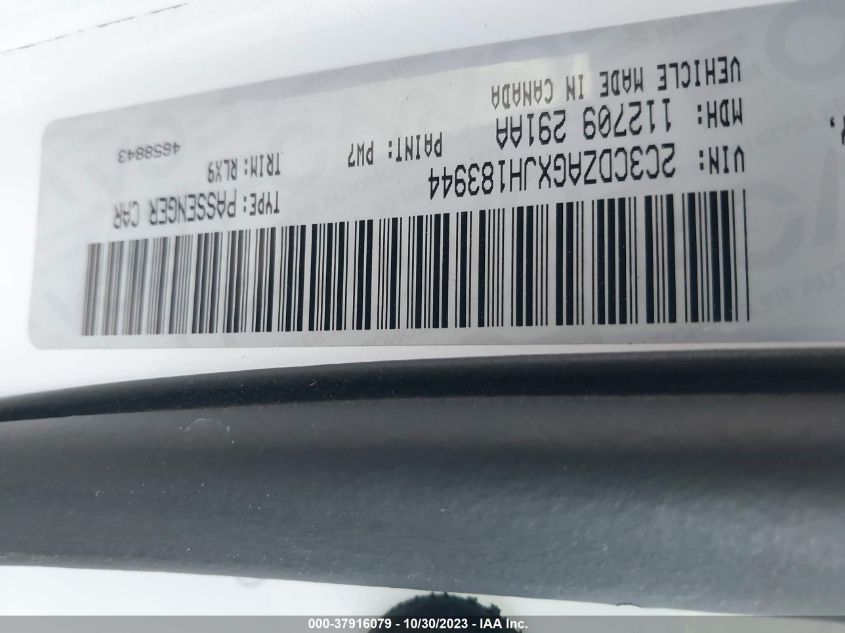 VIN: 2C3CDZAGXJH183944
TYPE: PASSENGER CAR
MDH: 112709 291AA
PAINT: PW7
TRIM: RLX9
VEHICLE MADE IN CANADA
4658843
000-37916079 - 10/30/2023 - IAA Inc.